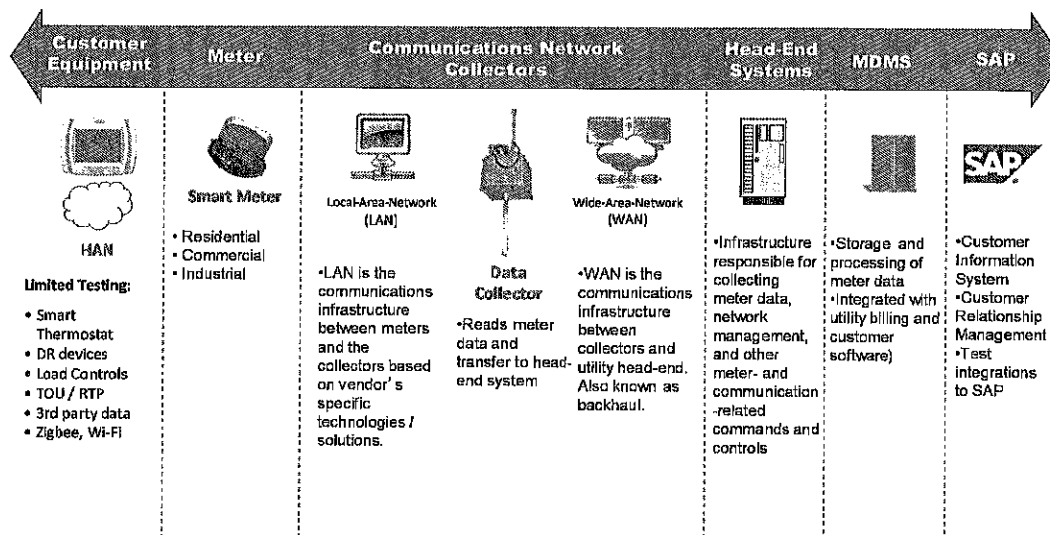 Customer
Equipment
Meter
Communications Network
Collectors
Head-End
Systems
MDMS
SAP
HAN
Limited Testing:
• Smart
Thermostat
• DR devices
• Load Controls
• TOU / RTP
• 3rd party data
• Zigbee, Wi-Fi
Smart Meter
• Residential
• Commercial
• Industrial
Local-Area-Network
(LAN)
•LAN is the
communications
infrastructure
between meters
and the
collectors based
on vendor's
specific
technologies /
solutions.
Data
Collector
•Reads meter
data and
transfer to head-
end system
Wide-Area-Network
(WAN)
•WAN is the
communications
infrastructure
between
collectors and
utility head-end.
Also known as
backhaul.
•Infrastructure
responsible for
collecting
meter data,
network
management,
and other
meter- and
communication
-related
commands and
controls
•Storage and
processing of
meter data
•Integrated with
utility billing and
customer
software)
SAP
•Customer
Information
System
•Customer
Relationship
Management
•Test
integrations
to SAP